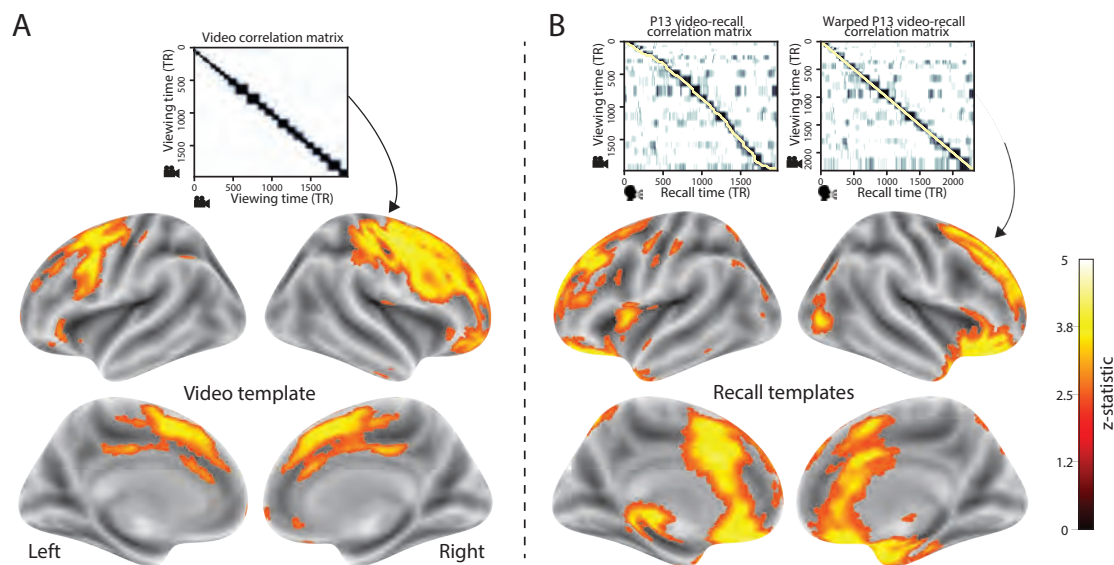 A
Video correlation matrix
Viewing time (TR)
0
500
1000
1500
0
500
1000
1500
Viewing time (TR)
Video template
Left
Right
B
P13 video-recall
correlation matrix
Viewing time (TR)
0
500
1000
1500
0
500
1000
1500
Recall time (TR)
Warped P13 video-recall
correlation matrix
Viewing time (TR)
0
500
1000
1500
2000
0
1000
2000
Recall time (TR)
Recall templates
5
3.8
2.5
1.2
0
z-statistic